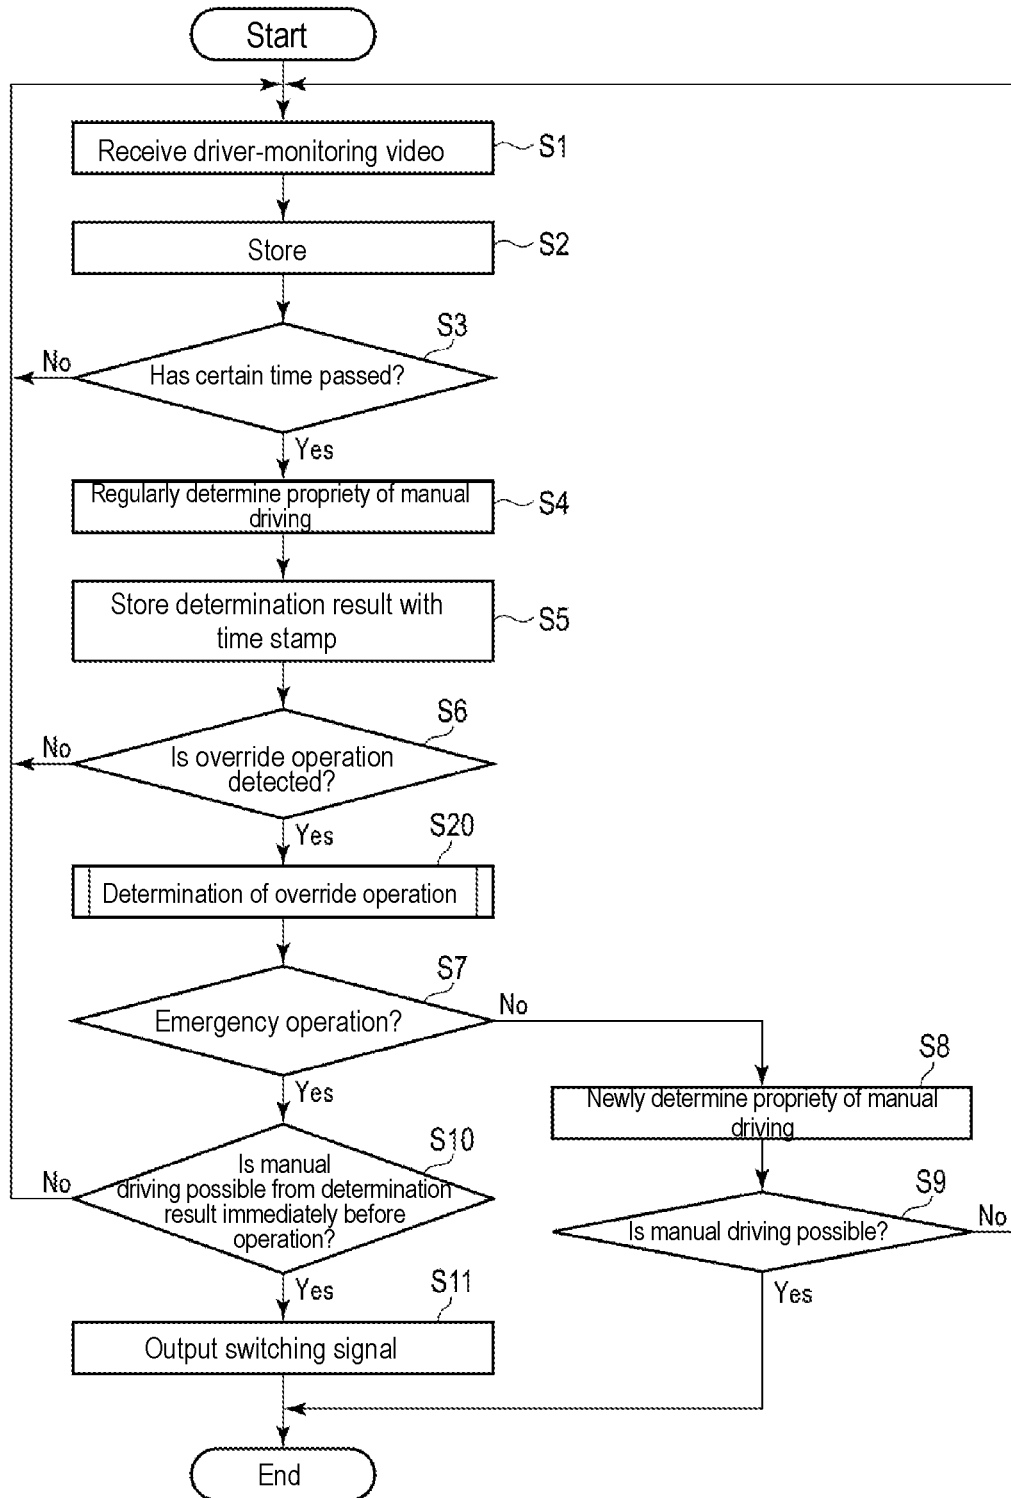 Start
Receive driver-monitoring video
S1
Store
S2
S3
No
Has certain time passed?
Yes
Regularly determine propriety of manual
driving
S4
Store determination result with
time stamp
S5
S6
No
Is override operation
detected?
Yes
S20
Determination of override operation
S7
No
Emergency operation?
Yes
S8
Newly determine propriety of manual
driving
S10
No
Is manual
driving possible from determination
result immediately before
operation?
S9
Is manual driving possible?
No
Yes
Yes
S11
Output switching signal
End